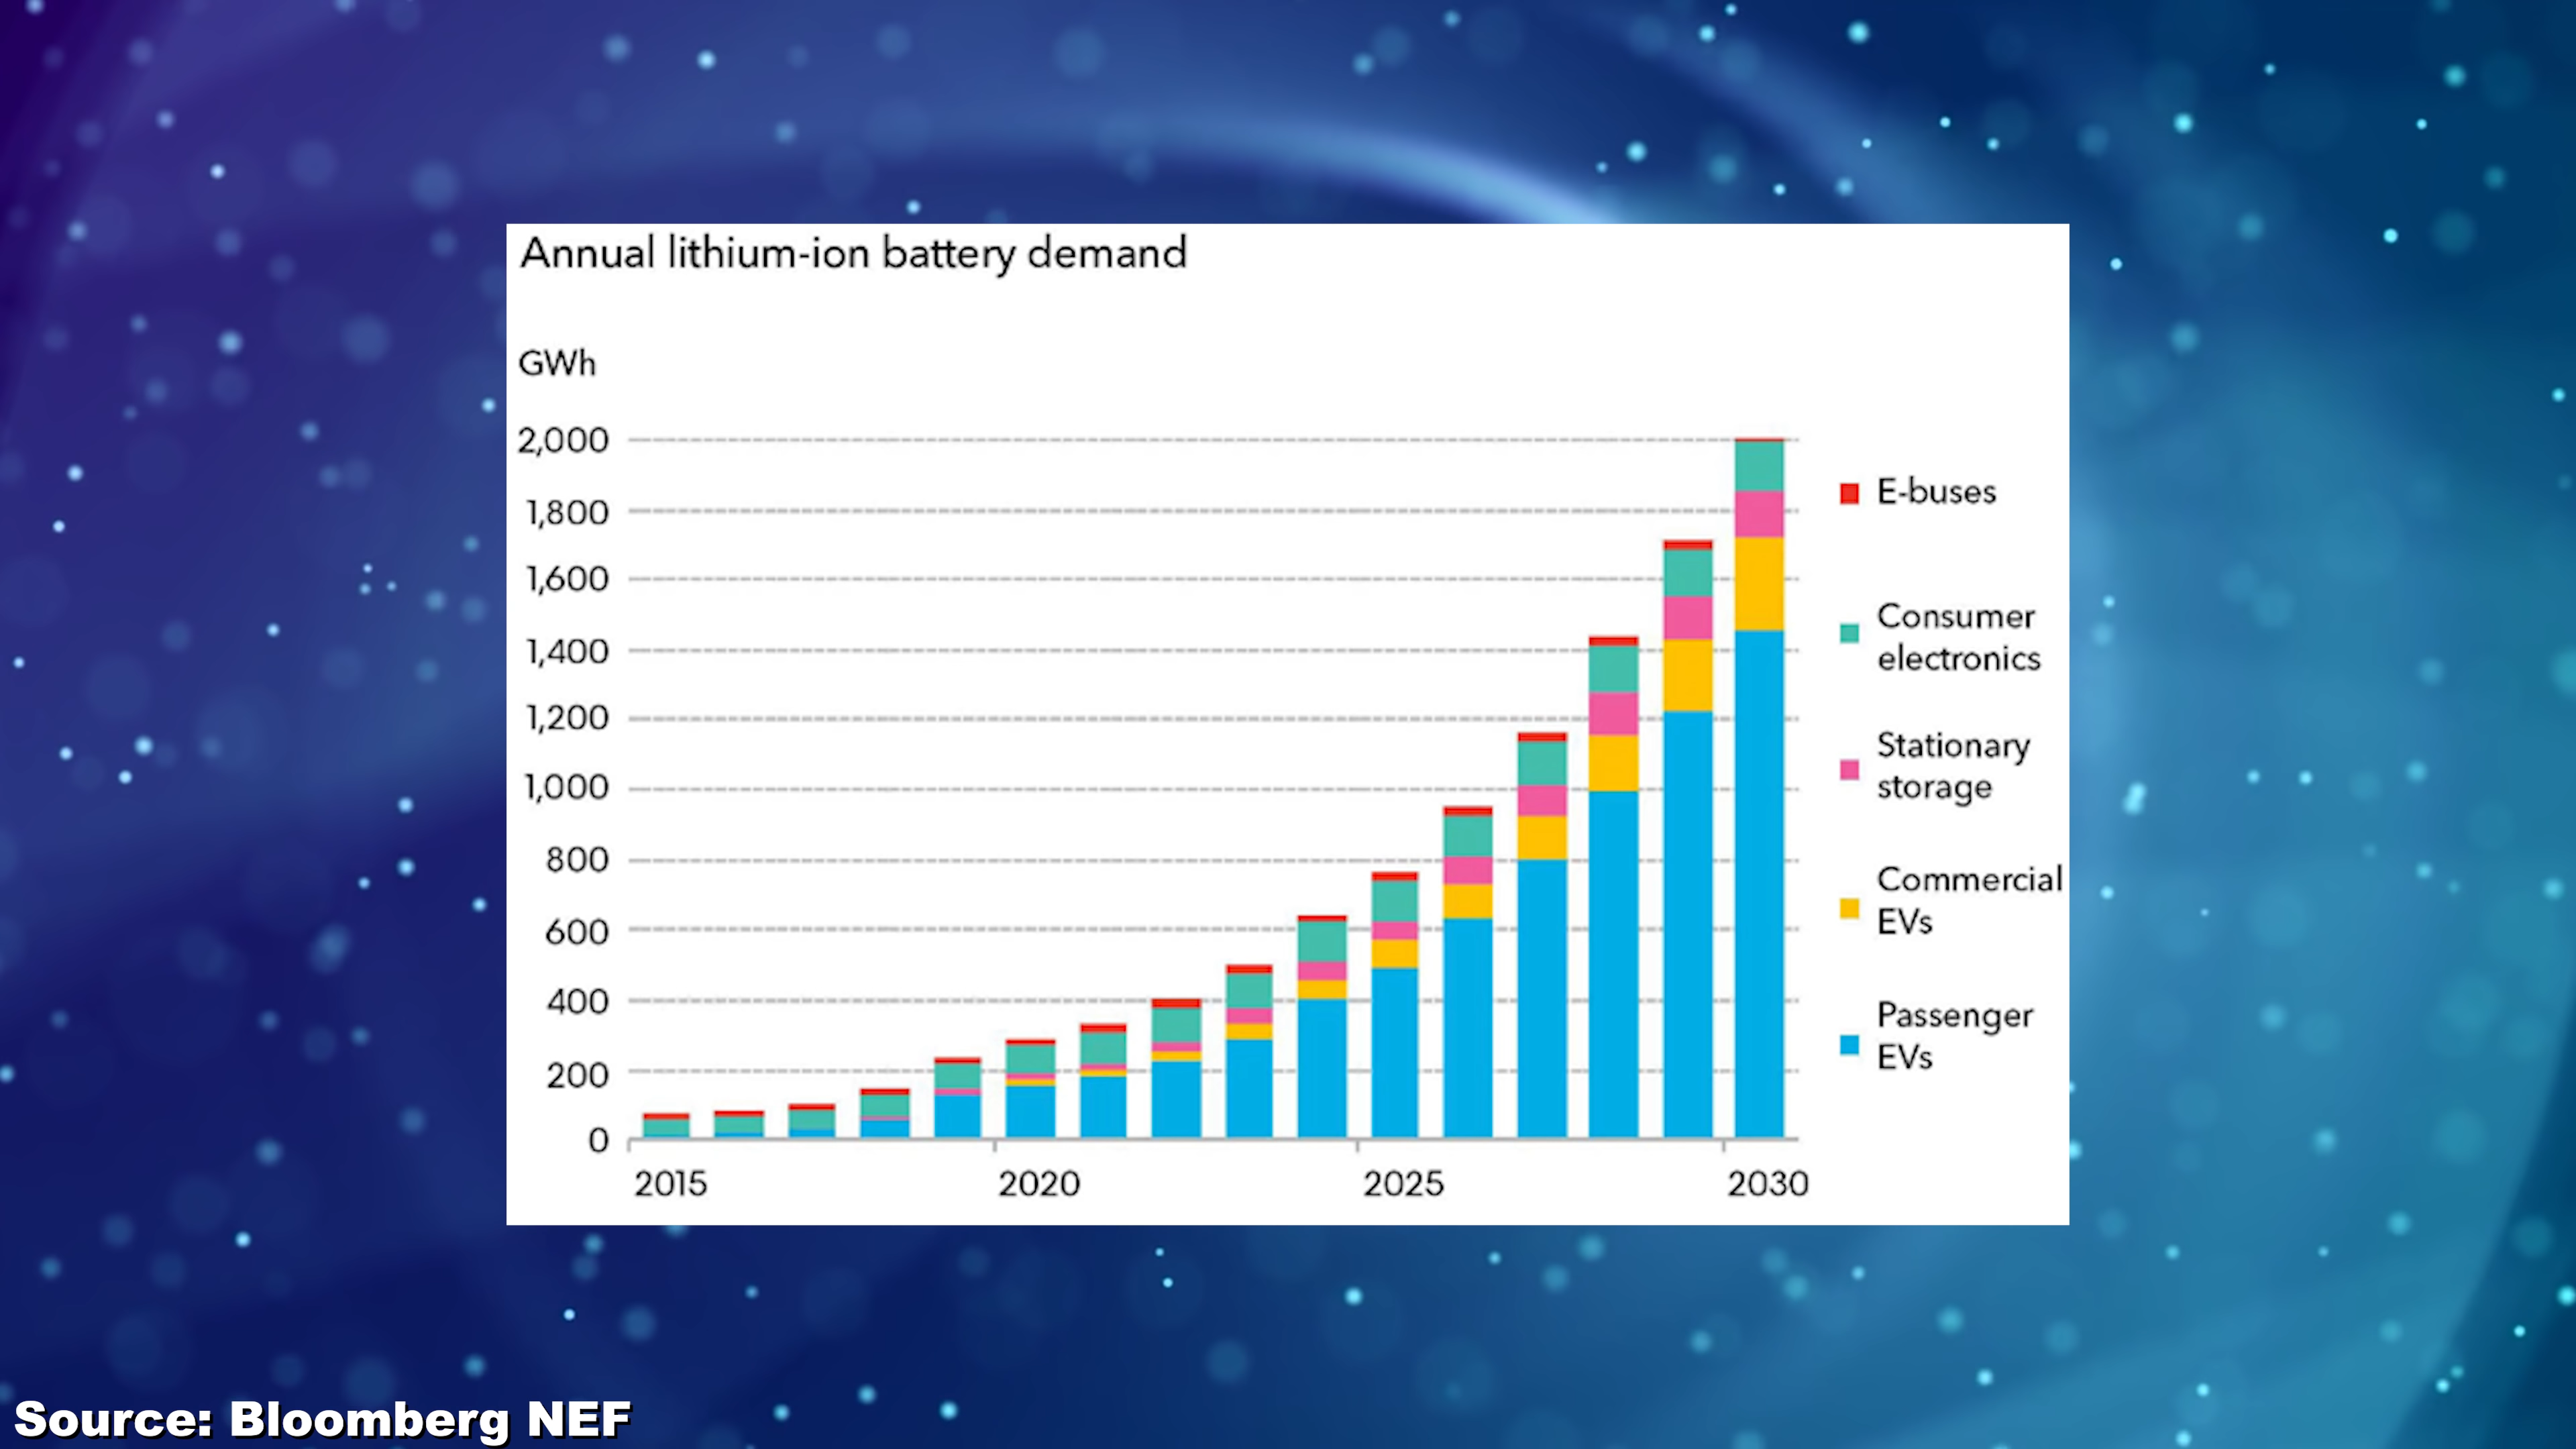 Annual lithium-ion battery demand
GWh
2,000
1,800
1,600
1,400
1,200
1,000
800
600
400
200
0
2015
2020
2025
2030
E-buses
Consumer
electronics
Stationary
storage
Commercial
EVs
Passenger
EVs
Source: Bloomberg NEF